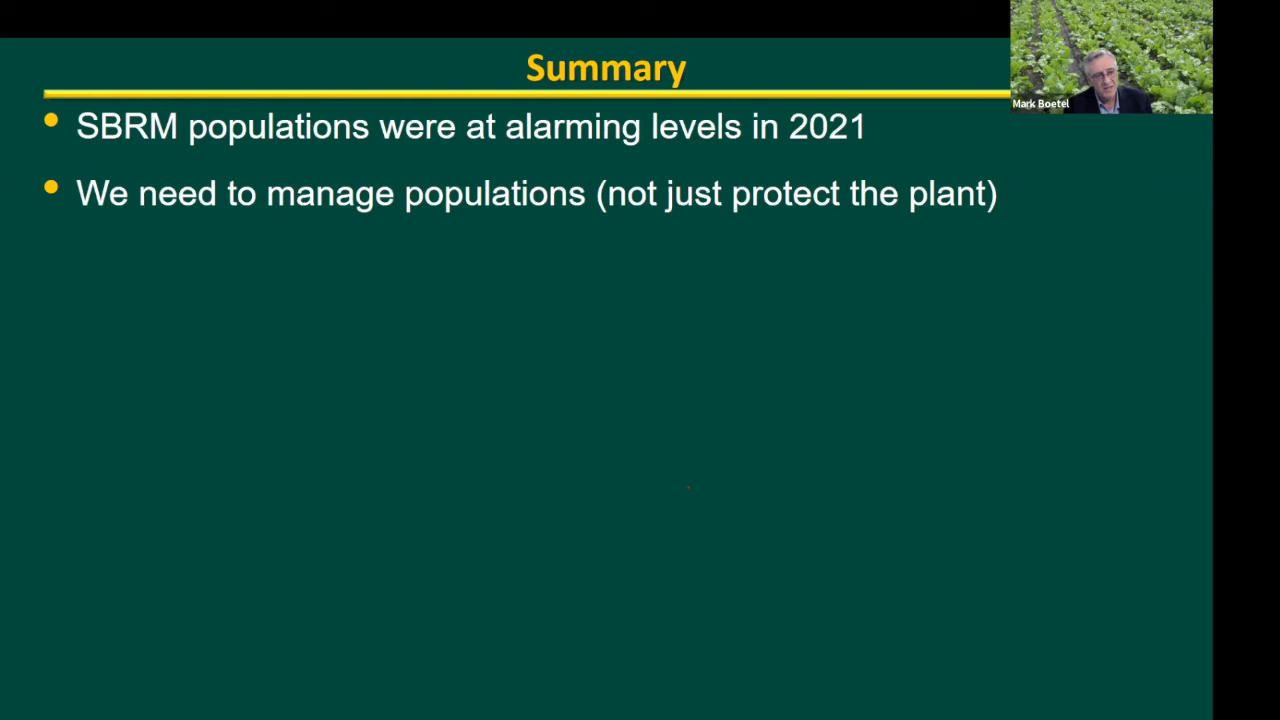 Summary
Mark Boetel
SBRM populations were at alarming levels in 2021
We need to manage populations (not just protect the plant)